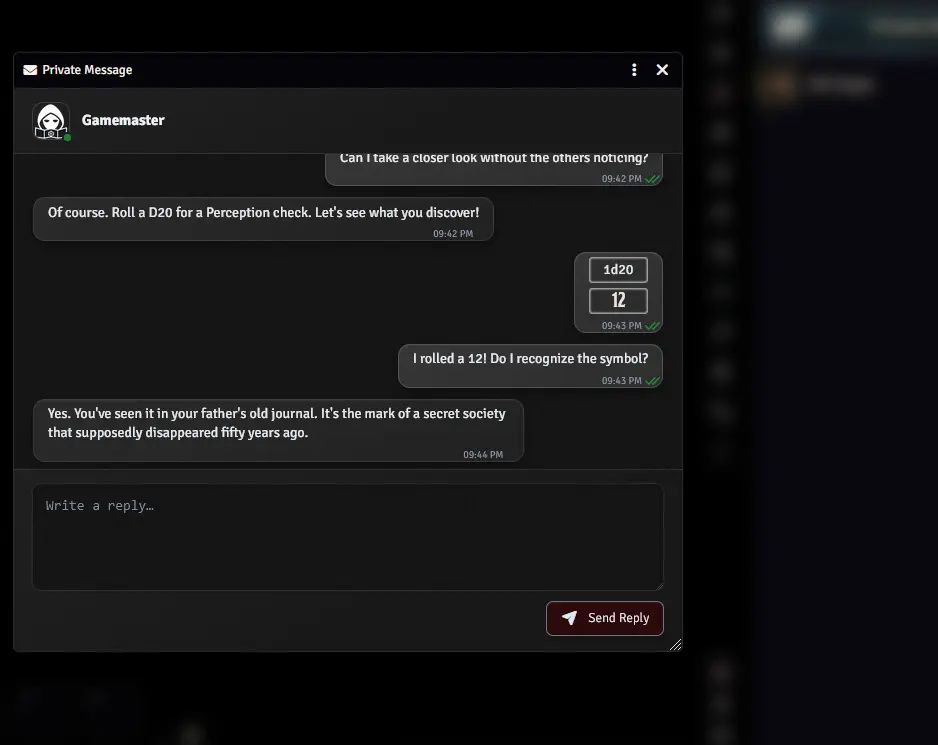 Private Message
Gamemaster
Can I take a closer look without the others noticing?
09:42 PM
Of course. Roll a D20 for a Perception check. Let's see what you discover!
09:42 PM
1d20
12
09:43 PM
I rolled a 12! Do I recognize the symbol?
09:43 PM
Yes. You've seen it in your father's old journal. It's the mark of a secret society
that supposedly disappeared fifty years ago.
09:44 PM
Write a reply…
Send Reply